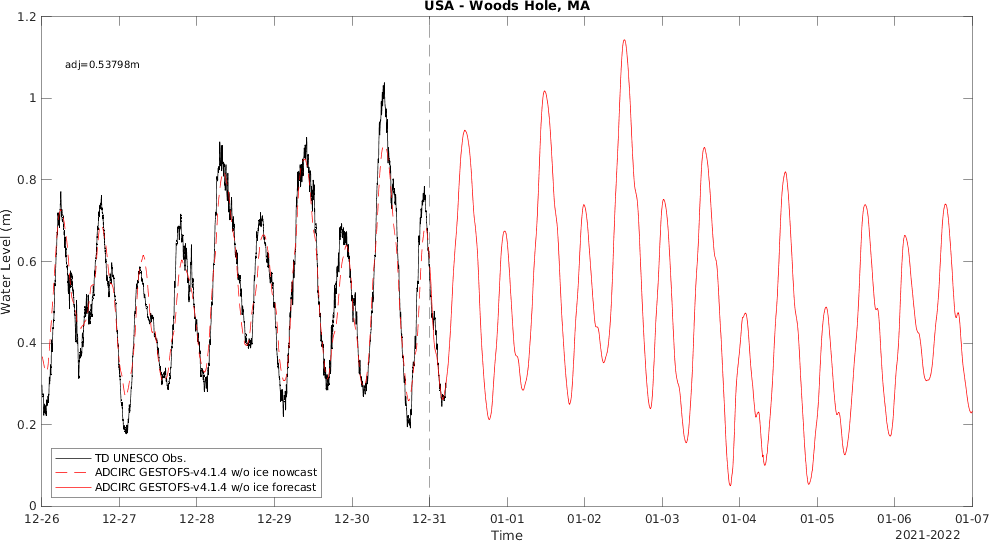 USA - Woods Hole, MA
1.2
1
0.8
0.6
0.4
0.2
0
Water Level (m)
adj=0.53798m
TD UNESCO Obs.
ADCIRC GESTOFS-v4.1.4 w/o ice nowcast
ADCIRC GESTOFS-v4.1.4 w/o ice forecast
12-26 12-27 12-28 12-29 12-30 12-31 01-01 01-02 01-03 01-04 01-05 01-06 01-07
Time
2021-2022